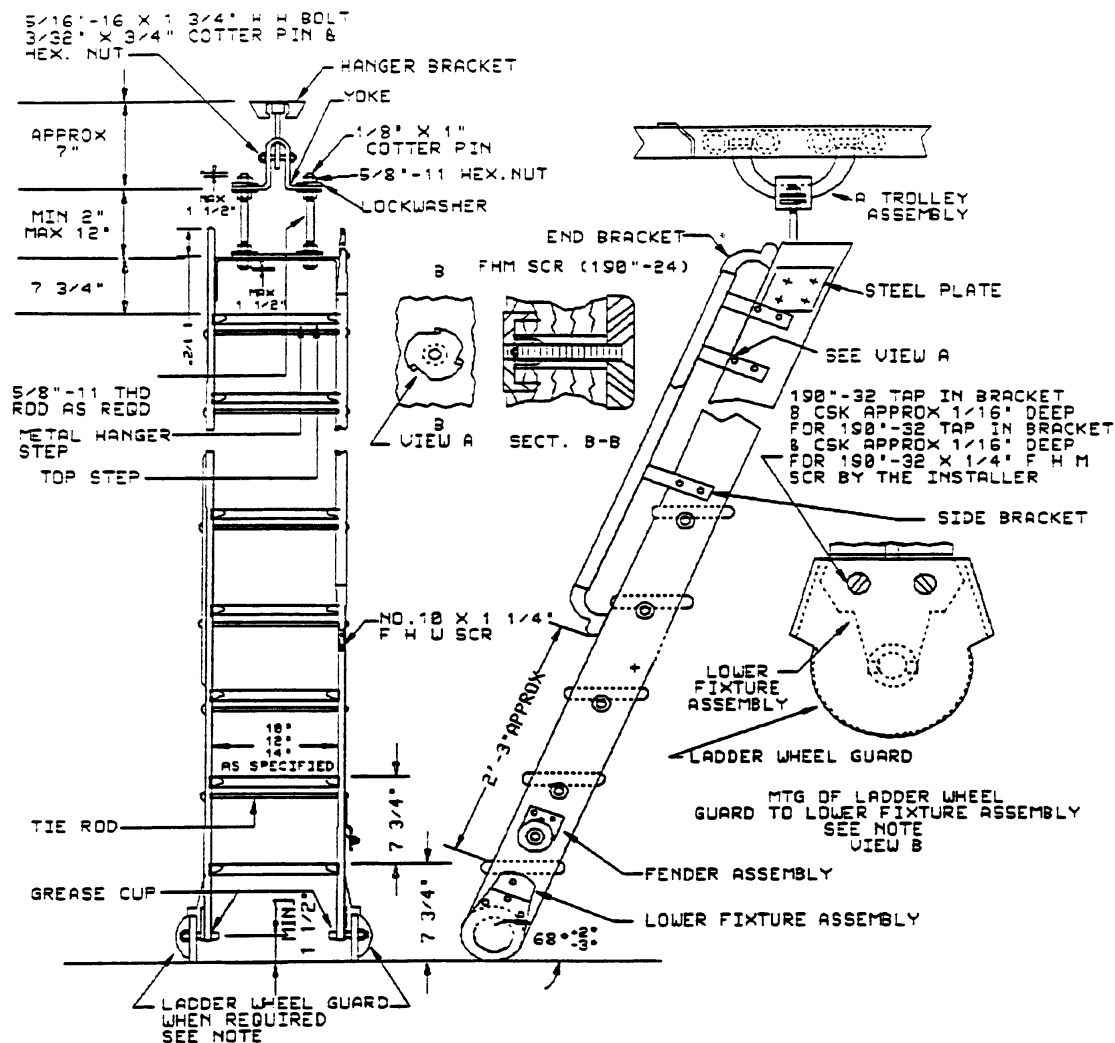 5/16"-16 X 1 3/4" H H BOLT
3/32" X 3/4" COTTER PIN &
HEX. NUT
HANGER BRACKET
YOKE
APPROX
7"
1/8" X 1"
COTTER PIN
5/8"-11 HEX.NUT
MAX
1 1/2"
LOCKWASHER
MIN 2"
MAX 12"
7 3/4"
MAX
1 1/2"
5/8"-11 THD
ROD AS REQD
METAL HANGER
STEP
TOP STEP
B
VIEW A
B
FHM SCR (190"-24)
SECT. B-B
END BRACKET
A TROLLEY
ASSEMBLY
STEEL PLATE
SEE VIEW A
190"-32 TAP IN BRACKET
& CSK APPROX 1/16" DEEP
FOR 190"-32 TAP IN BRACKET
& CSK APPROX 1/16" DEEP
FOR 190"-32 X 1/4" F H M
SCR BY THE INSTALLER
SIDE BRACKET
NO.10 X 1 1/4"
F H W SCR
2'-3"APPROX
LOWER
FIXTURE
ASSEMBLY
LADDER WHEEL GUARD
MTG OF LADDER WHEEL
GUARD TO LOWER FIXTURE ASSEMBLY
SEE NOTE
VIEW B
12"
14"
AS SPECIFIED
TIE ROD
7 3/4"
GREASE CUP
MIN
1 1/2"
7 3/4"
FENDER ASSEMBLY
LOWER FIXTURE ASSEMBLY
68° +2°
-3°
LADDER WHEEL GUARD
WHEN REQUIRED
SEE NOTE